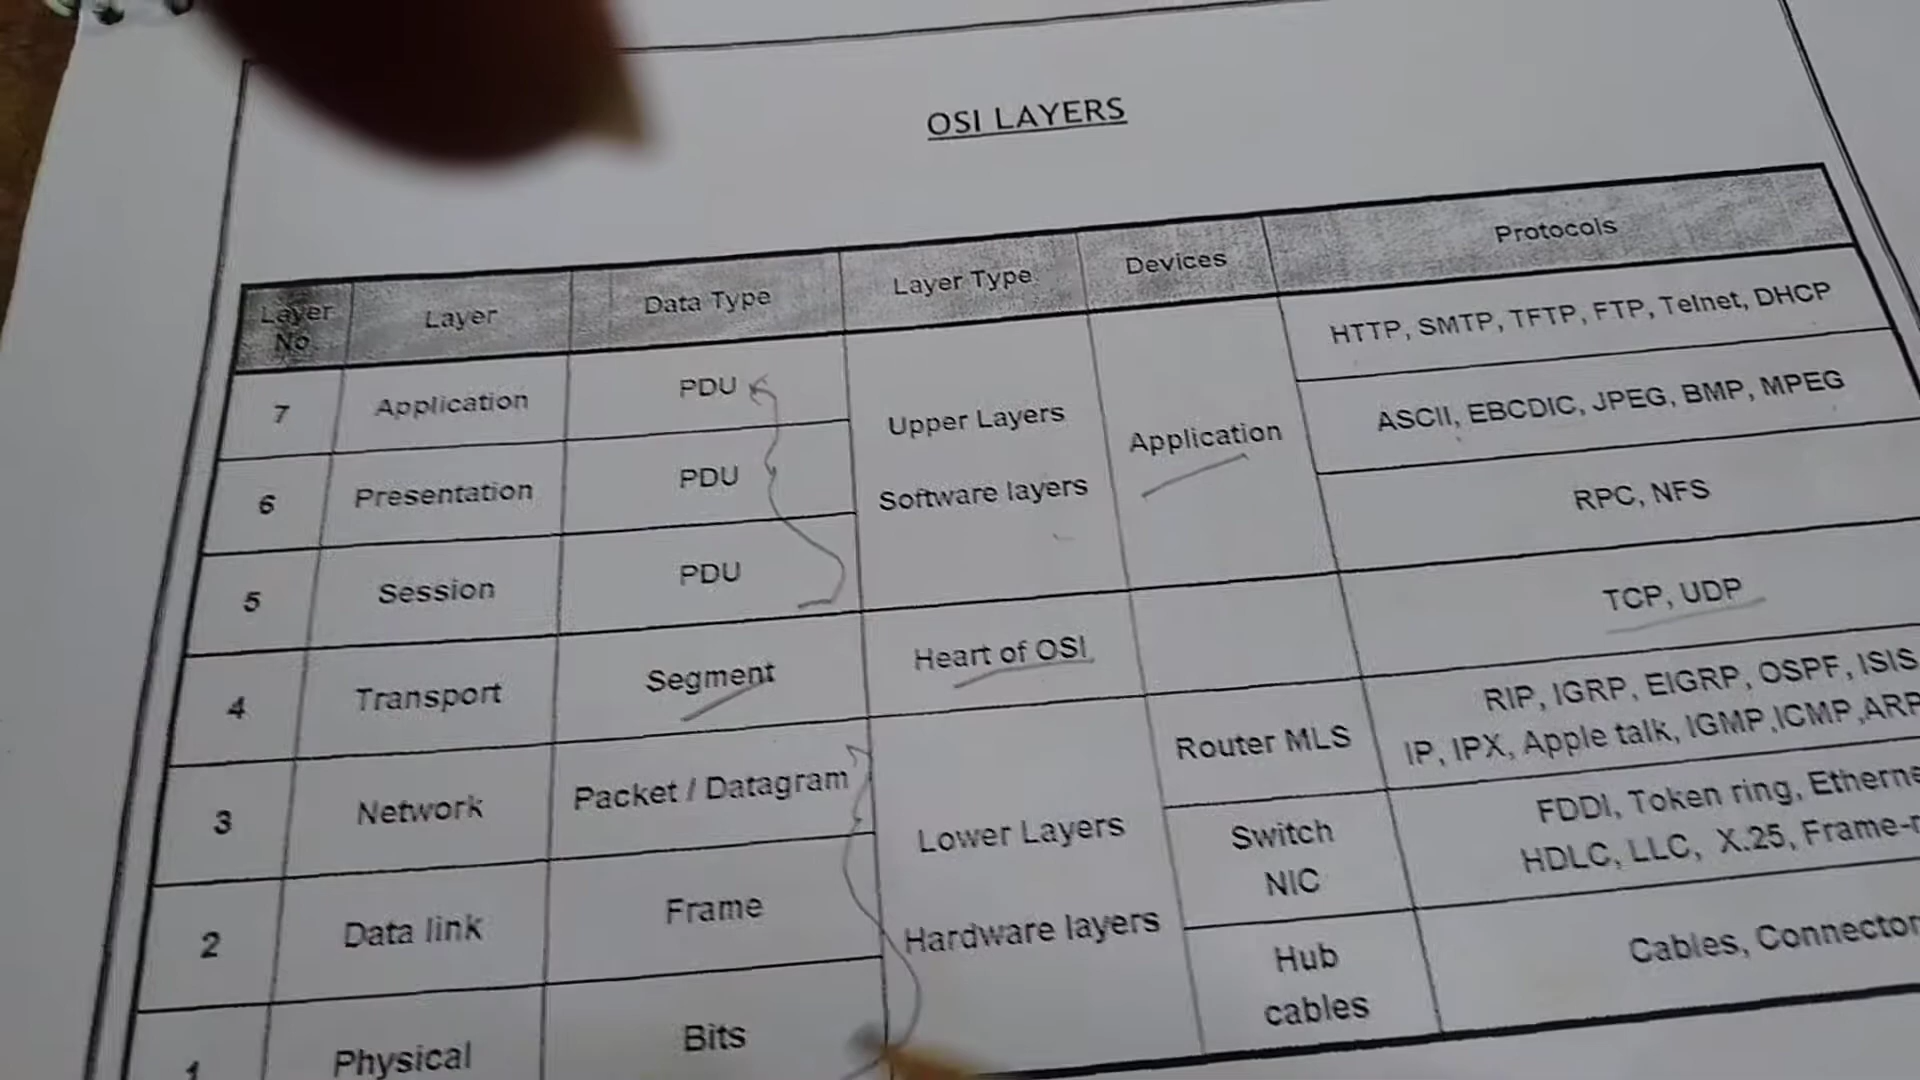 OSI LAYERS
Layer No | Layer | Data Type | Layer Type | Devices | Protocols
7 | Application | PDU | Upper Layers | Application | HTTP, SMTP, TFTP, FTP, Telnet, DHCP
6 | Presentation | PDU | Software layers | ASCII, EBCDIC, JPEG, BMP, MPEG
5 | Session | PDU | RPC, NFS
4 | Transport | Segment | Heart of OSI | TCP, UDP
3 | Network | Packet / Datagram | Lower Layers | Router MLS | RIP, IGRP, EIGRP, OSPF, ISIS
IP, IPX, Apple talk, IGMP,ICMP,ARP
2 | Data link | Frame | Hardware layers | Switch | FDDI, Token ring,
NIC | HDLC, LLC, X.25,
1 | Physical | Bits | Hub | Cables,
cables